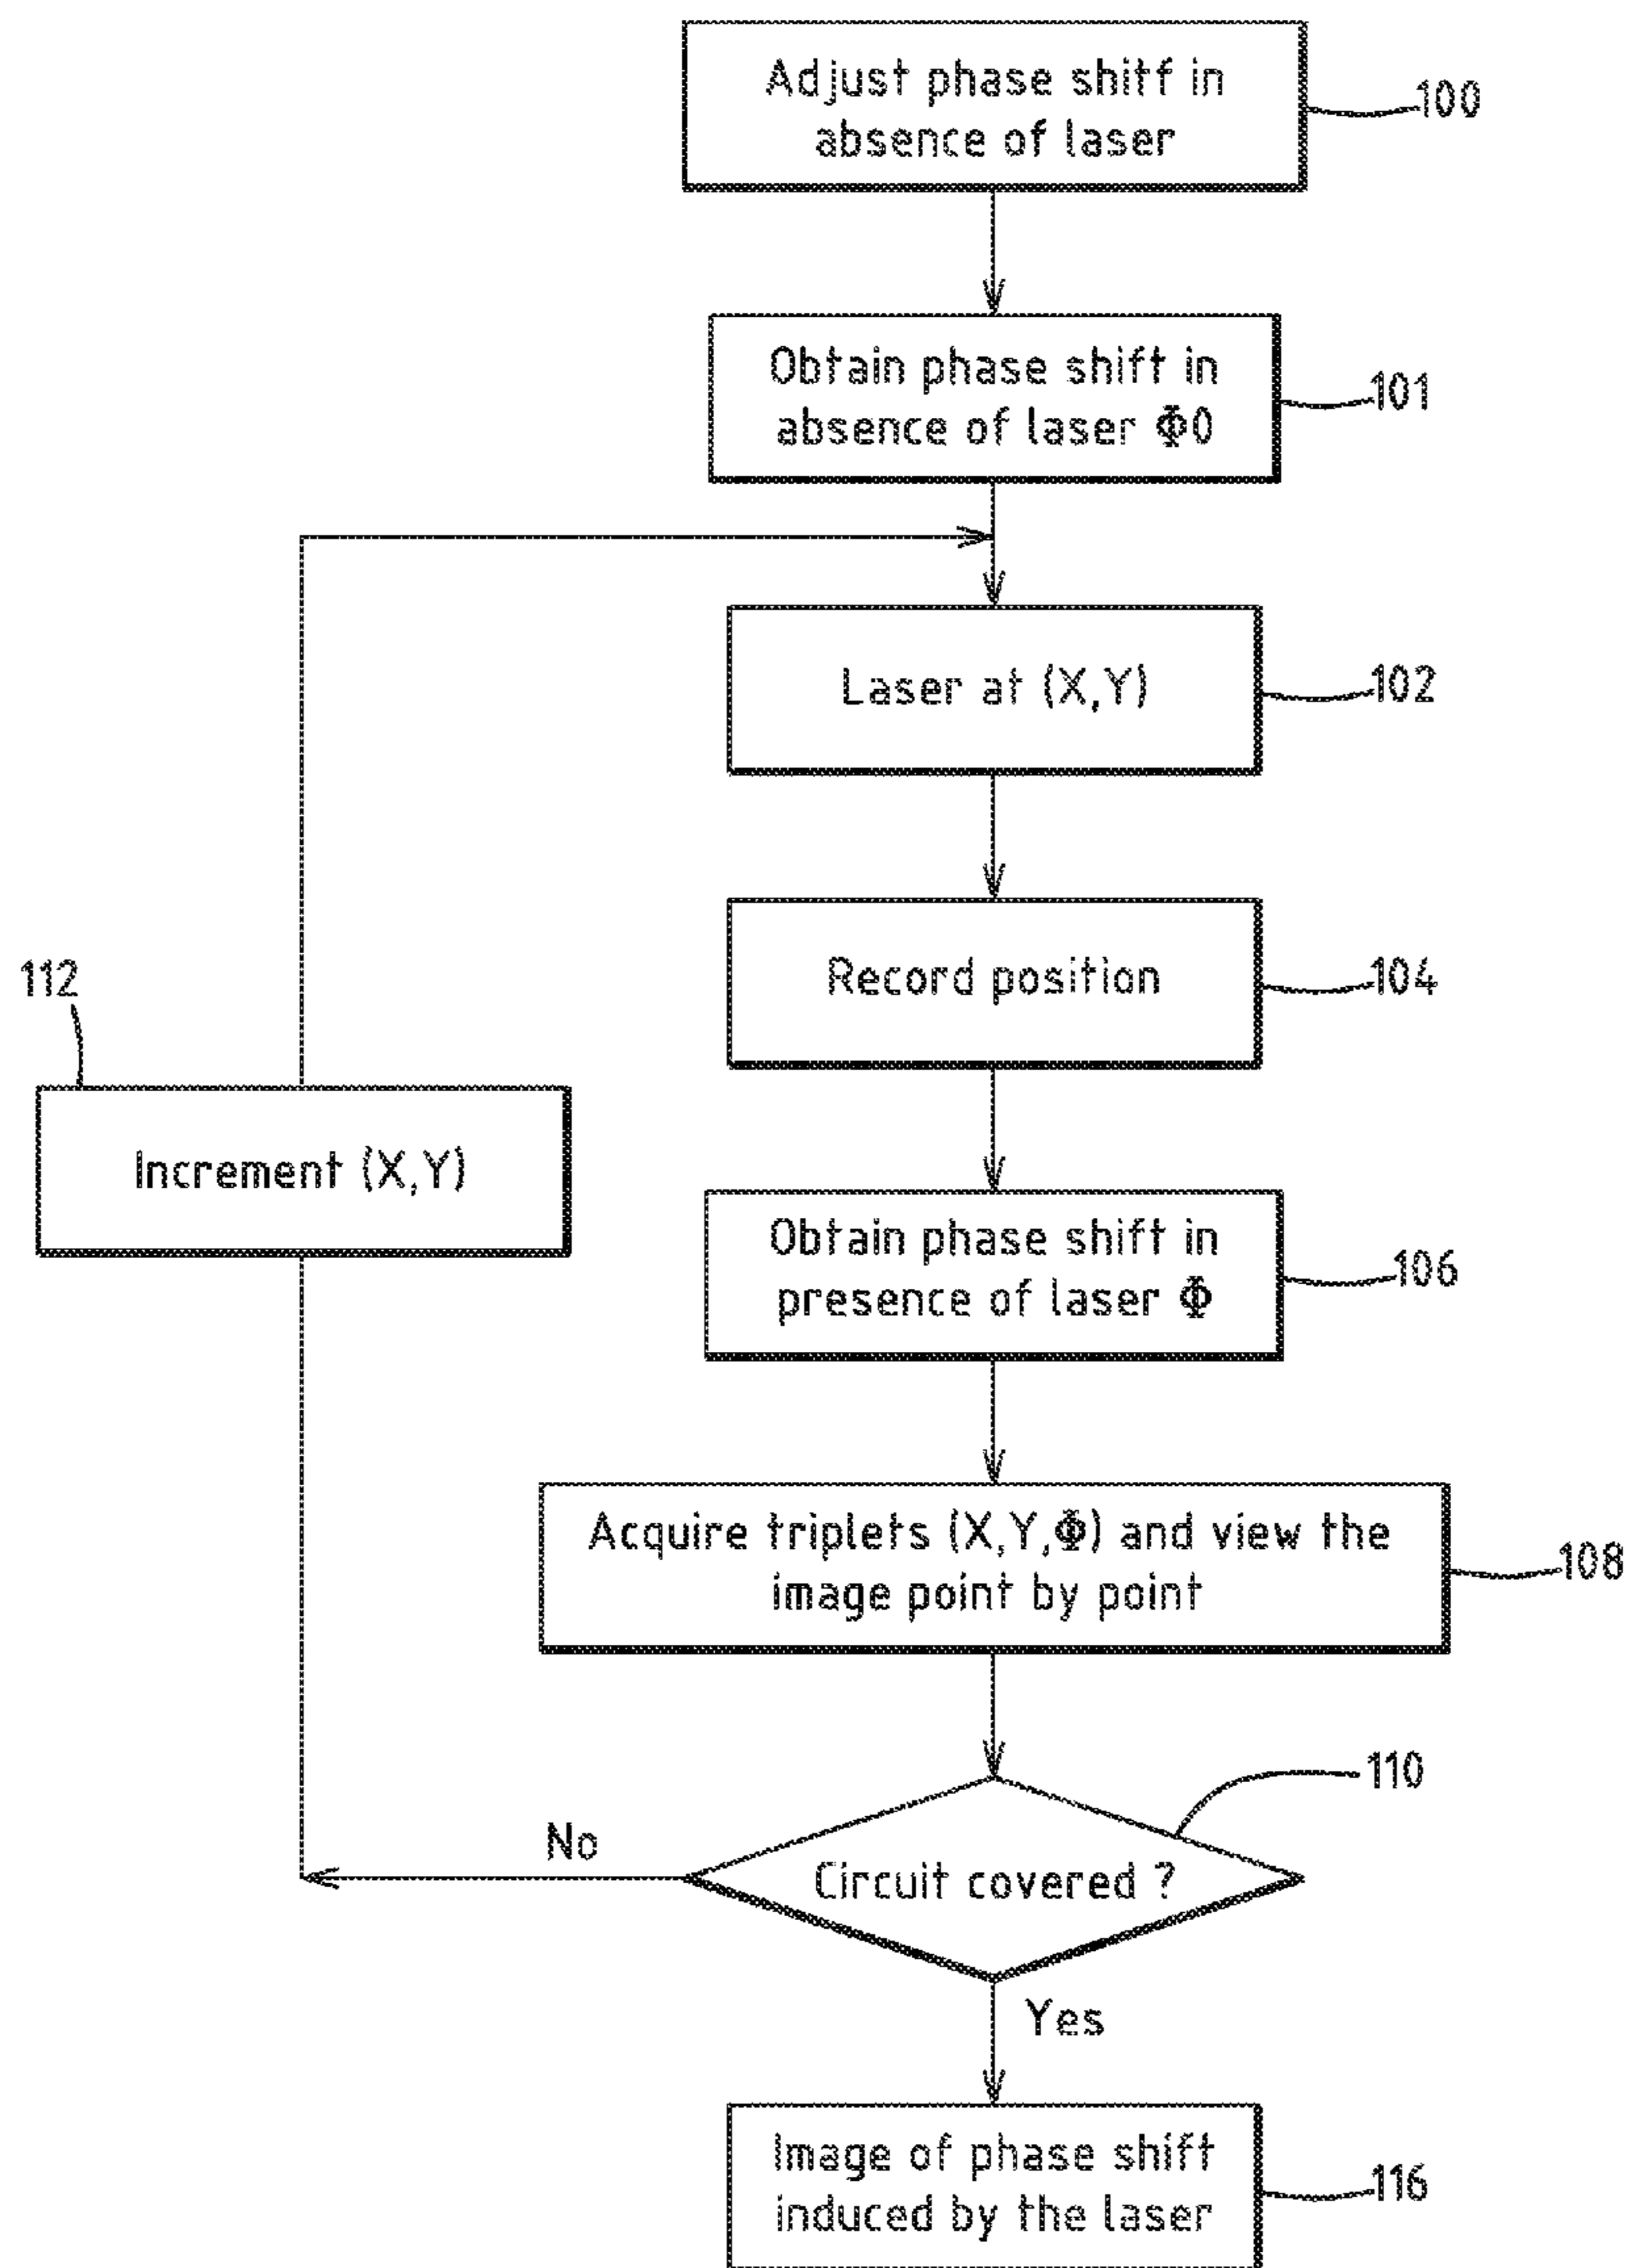 Adjust phase shitf in
absence of laser
100
Obtain phase shift in
absence of laser Φ0
101
Laser at (X,Y)
102
Record position
104
112
Increment (X,Y)
Obtain phase shift in
presence of laser Φ
106
Acquire triplets (X,Y,Φ) and view the
image point by point
108
110
No
Circuit covered ?
Yes
Image of phase shift
induced by the laser
116